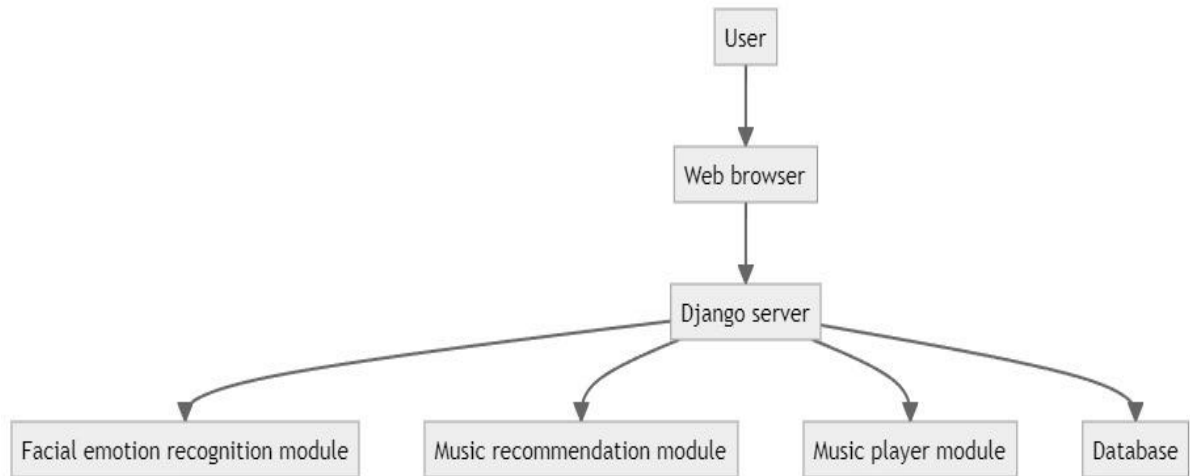 User
Web browser
Django server
Facial emotion recognition module
Music recommendation module
Music player module
Database